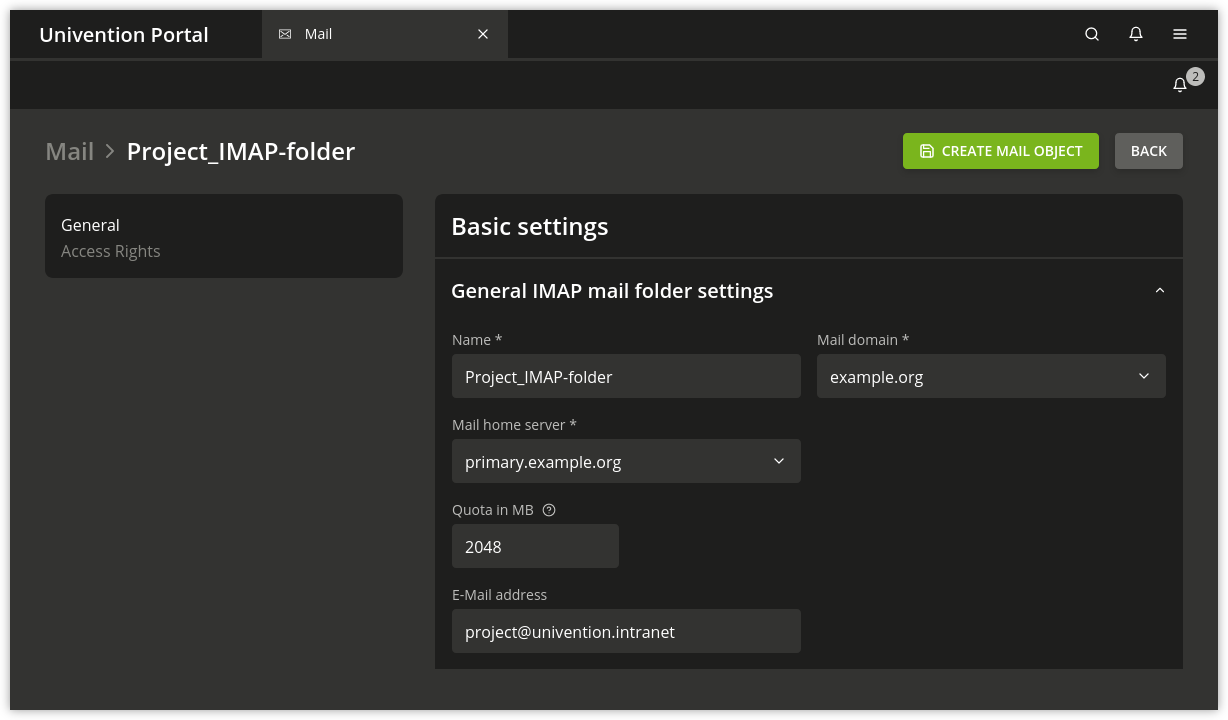 Univention Portal
Mail
2
Mail > Project_IMAP-folder
CREATE MAIL OBJECT
BACK
General
Access Rights
Basic settings
General IMAP mail folder settings
Name *
Mail domain *
Project_IMAP-folder
example.org
Mail home server *
primary.example.org
Quota in MB
2048
E-Mail address
project@univention.intranet